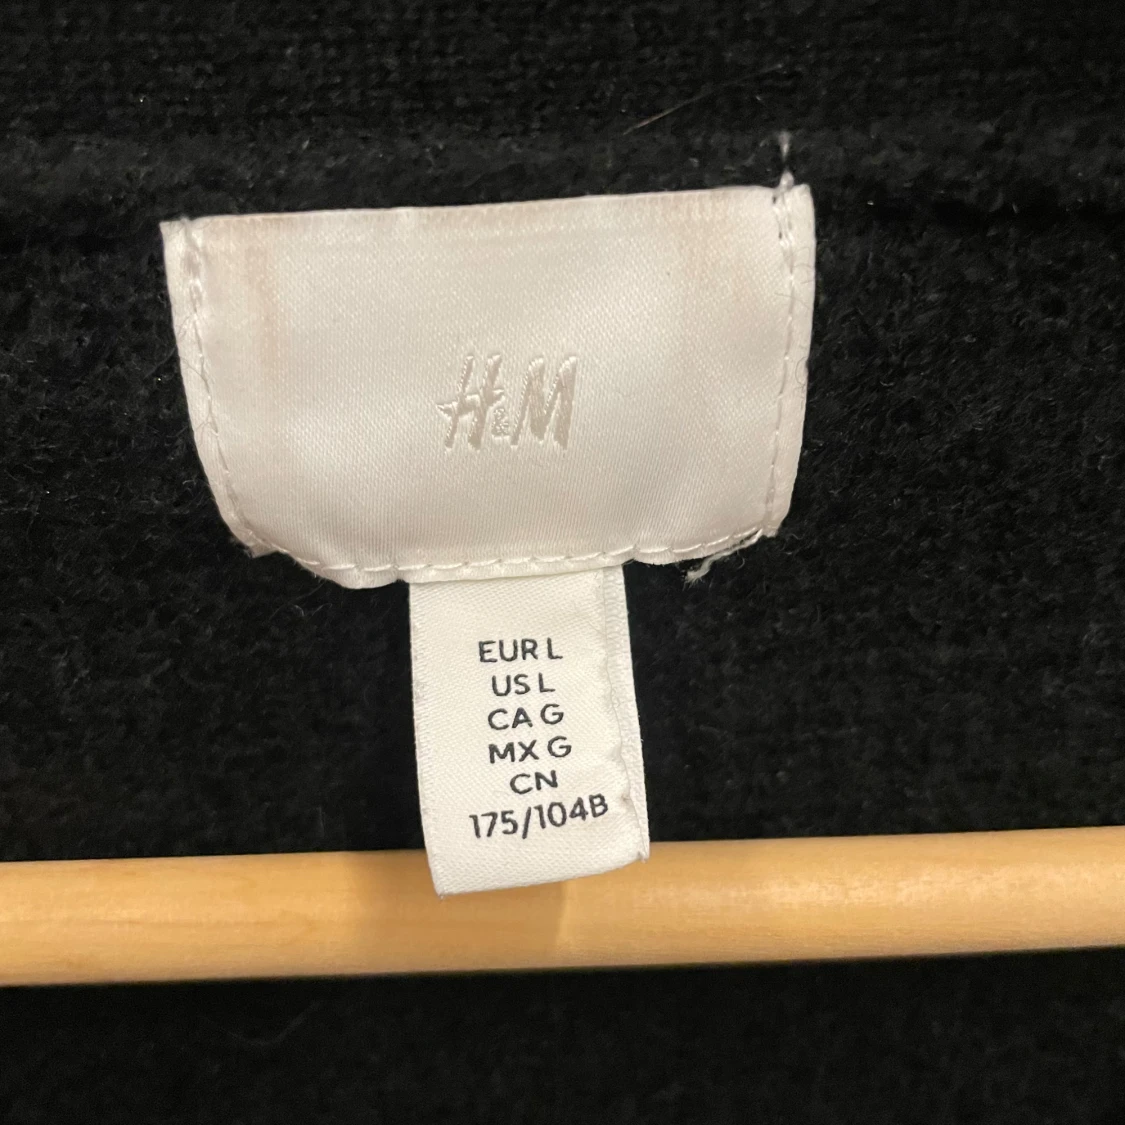 H&M
EUR L
US L
CA G
MX G
CN
175/104B